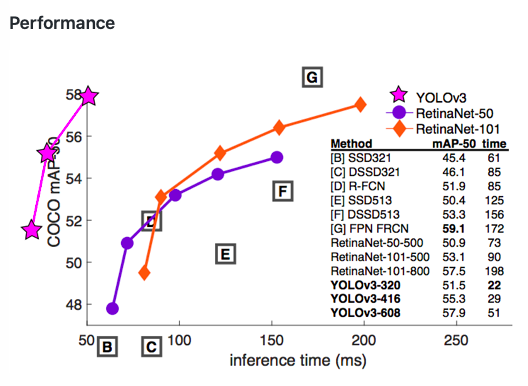 Performance
G
58
YOLOv3
RetinaNet-50
RetinaNet-101
56
COCO mAP-50
Method mAP-50 time
[B] SSD321 45.4 61
[C] DSSD321 46.1 85
[D] R-FCN 51.9 85
[E] SSD513 50.4 125
[F] DSSD513 53.3 156
[G] FPN FRCN 59.1 172
RetinaNet-50-500 50.9 73
RetinaNet-101-500 53.1 90
RetinaNet-101-800 57.5 198
YOLOv3-320 51.5 22
YOLOv3-416 55.3 29
YOLOv3-608 57.9 51
54
F
52
D
E
50
48
50 100 150 200 250
B C
inference time (ms)